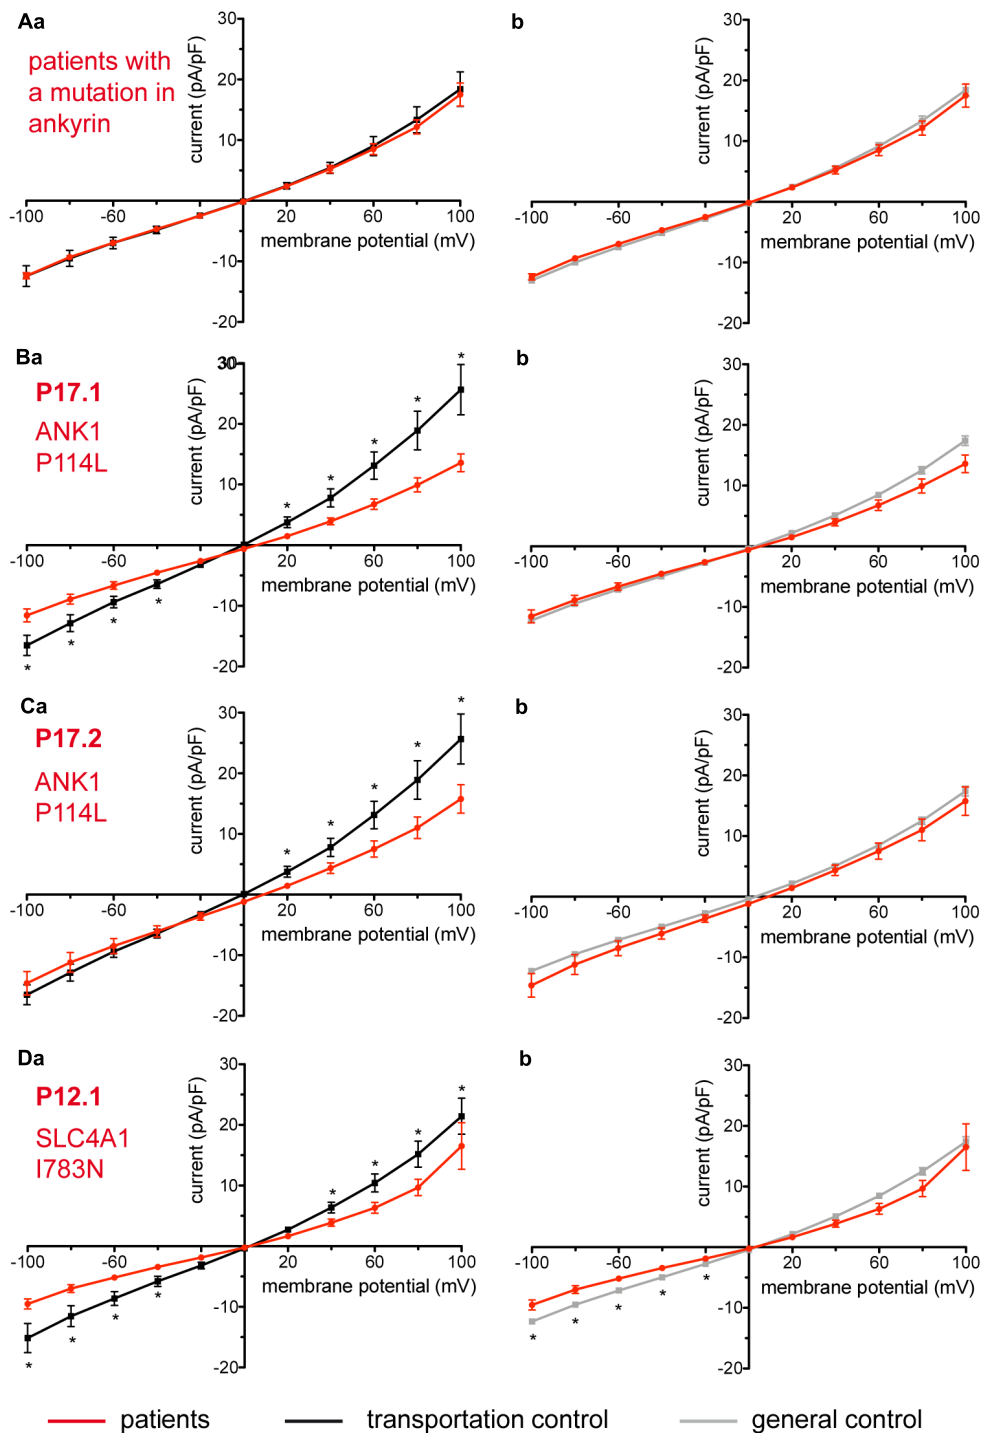 Aa
patients with
a mutation in
ankyrin
current (pA/pF)
30
20
10
-10
-20
-100
-60
20
60
100
membrane potential (mV)
b
current (pA/pF)
30
20
10
-10
-20
-100
-60
20
60
100
membrane potential (mV)
Ba
P17.1
ANK1
P114L
current (pA/pF)
30
20
10
-10
-20
-100
-60
20
60
100
membrane potential (mV)
* * * * * * * * *
b
current (pA/pF)
30
20
10
-10
-20
-100
-60
20
60
100
membrane potential (mV)
Ca
P17.2
ANK1
P114L
current (pA/pF)
30
20
10
-10
-20
-100
-60
20
60
100
membrane potential (mV)
* * * * *
b
current (pA/pF)
30
20
10
-10
-20
-100
-60
20
60
100
membrane potential (mV)
Da
P12.1
SLC4A1
I783N
current (pA/pF)
30
20
10
-10
-20
-100
-60
20
60
100
membrane potential (mV)
* * * * * * * *
b
current (pA/pF)
30
20
10
-10
-20
-100
-60
20
60
100
membrane potential (mV)
* * * * *
patients
transportation control
general control